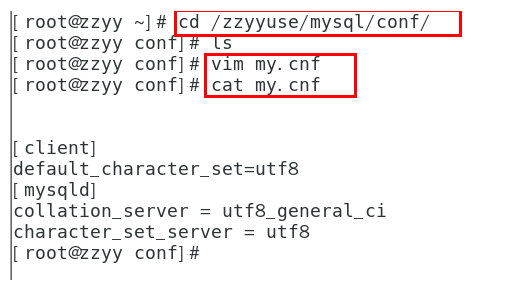 [root@zzyy ~]# cd /zzyyuse/mysql/conf/
[root@zzyy conf]# ls
[root@zzyy conf]# vim my.cnf
[root@zzyy conf]# cat my.cnf
[client]
default_character_set=utf8
[mysqld]
collation_server = utf8_general_ci
character_set_server = utf8
[root@zzyy conf]#